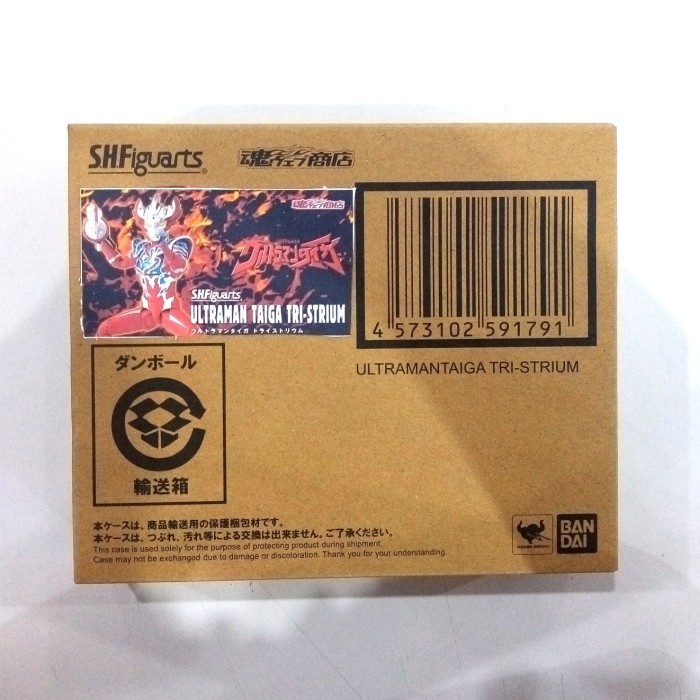 S.H.Figuarts
魂ウェブ商店
魂ウェブ商店
ULTRAMAN
ウルトラマンタイガ
S.H.Figuarts
ULTRAMAN TAIGA TRI-STRIUM
ウルトラマンタイガ トライストリウム
4 573102 591791
ULTRAMANTAIGA TRI-STRIUM
ダンボール
輸送箱
本ケースは、商品輸送用の保護梱包材です。
本ケースは、つぶれ、汚れ等による交換は出来ません。ご了承ください。
This case is used solely for the purpose of protecting product during shipment.
Case may not be exchanged due to damage or discoloration. Thank you for your understanding.
TAMASHII NATIONS
BAN
DAI